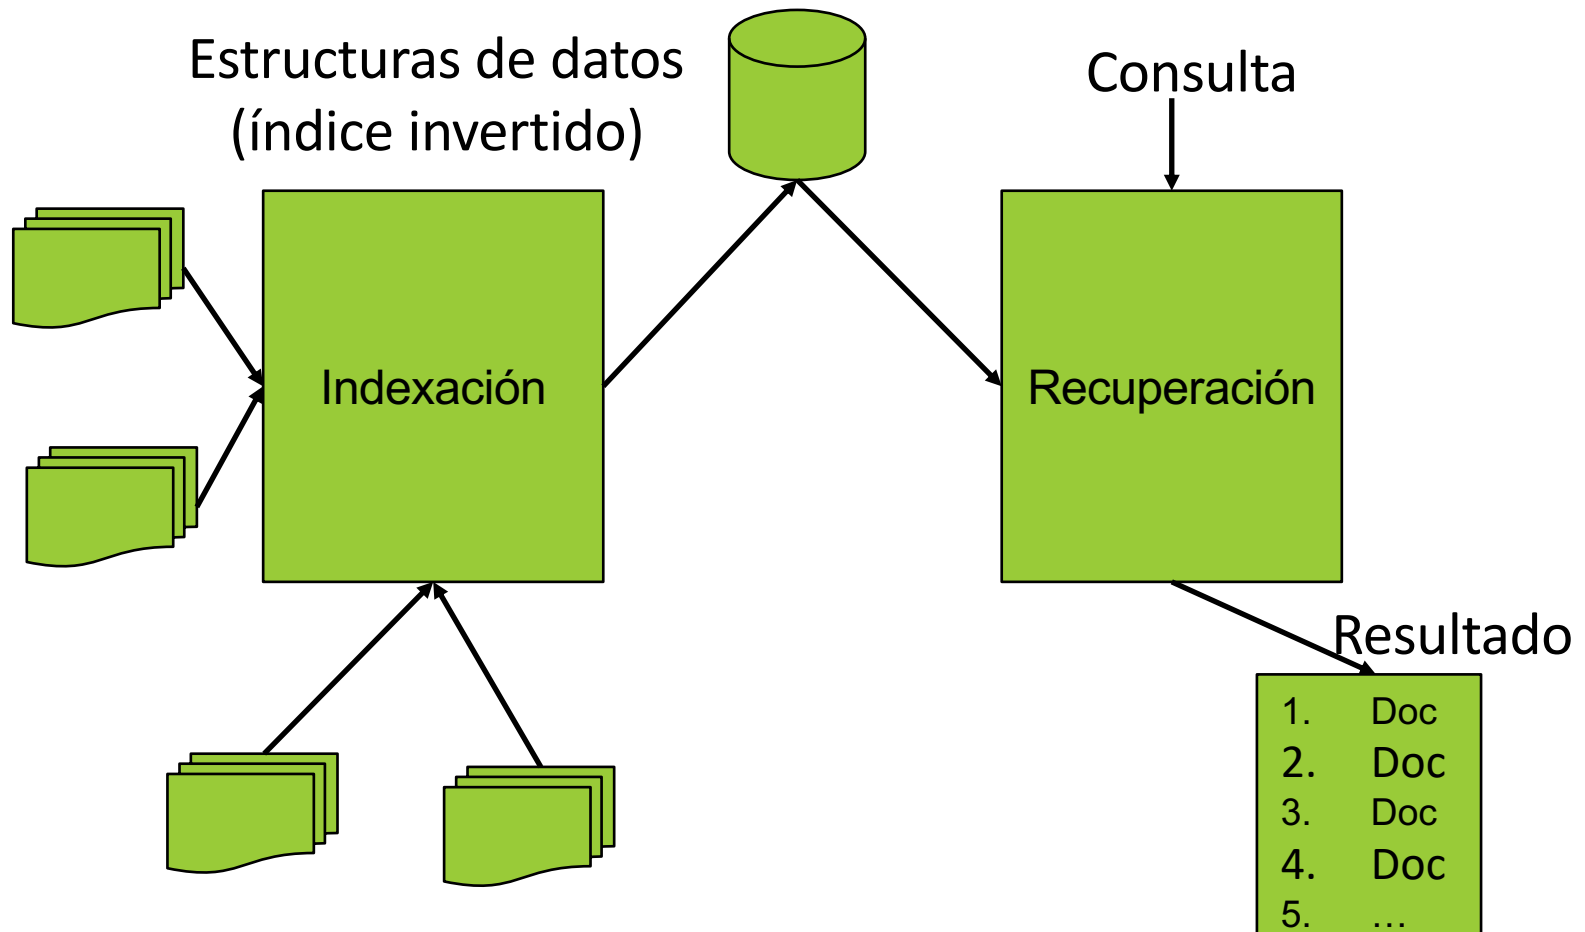 Estructuras de datos
(índice invertido)
Consulta
Indexación
Recuperación
Resultado
1. Doc
2. Doc
3. Doc
4. Doc
5. …